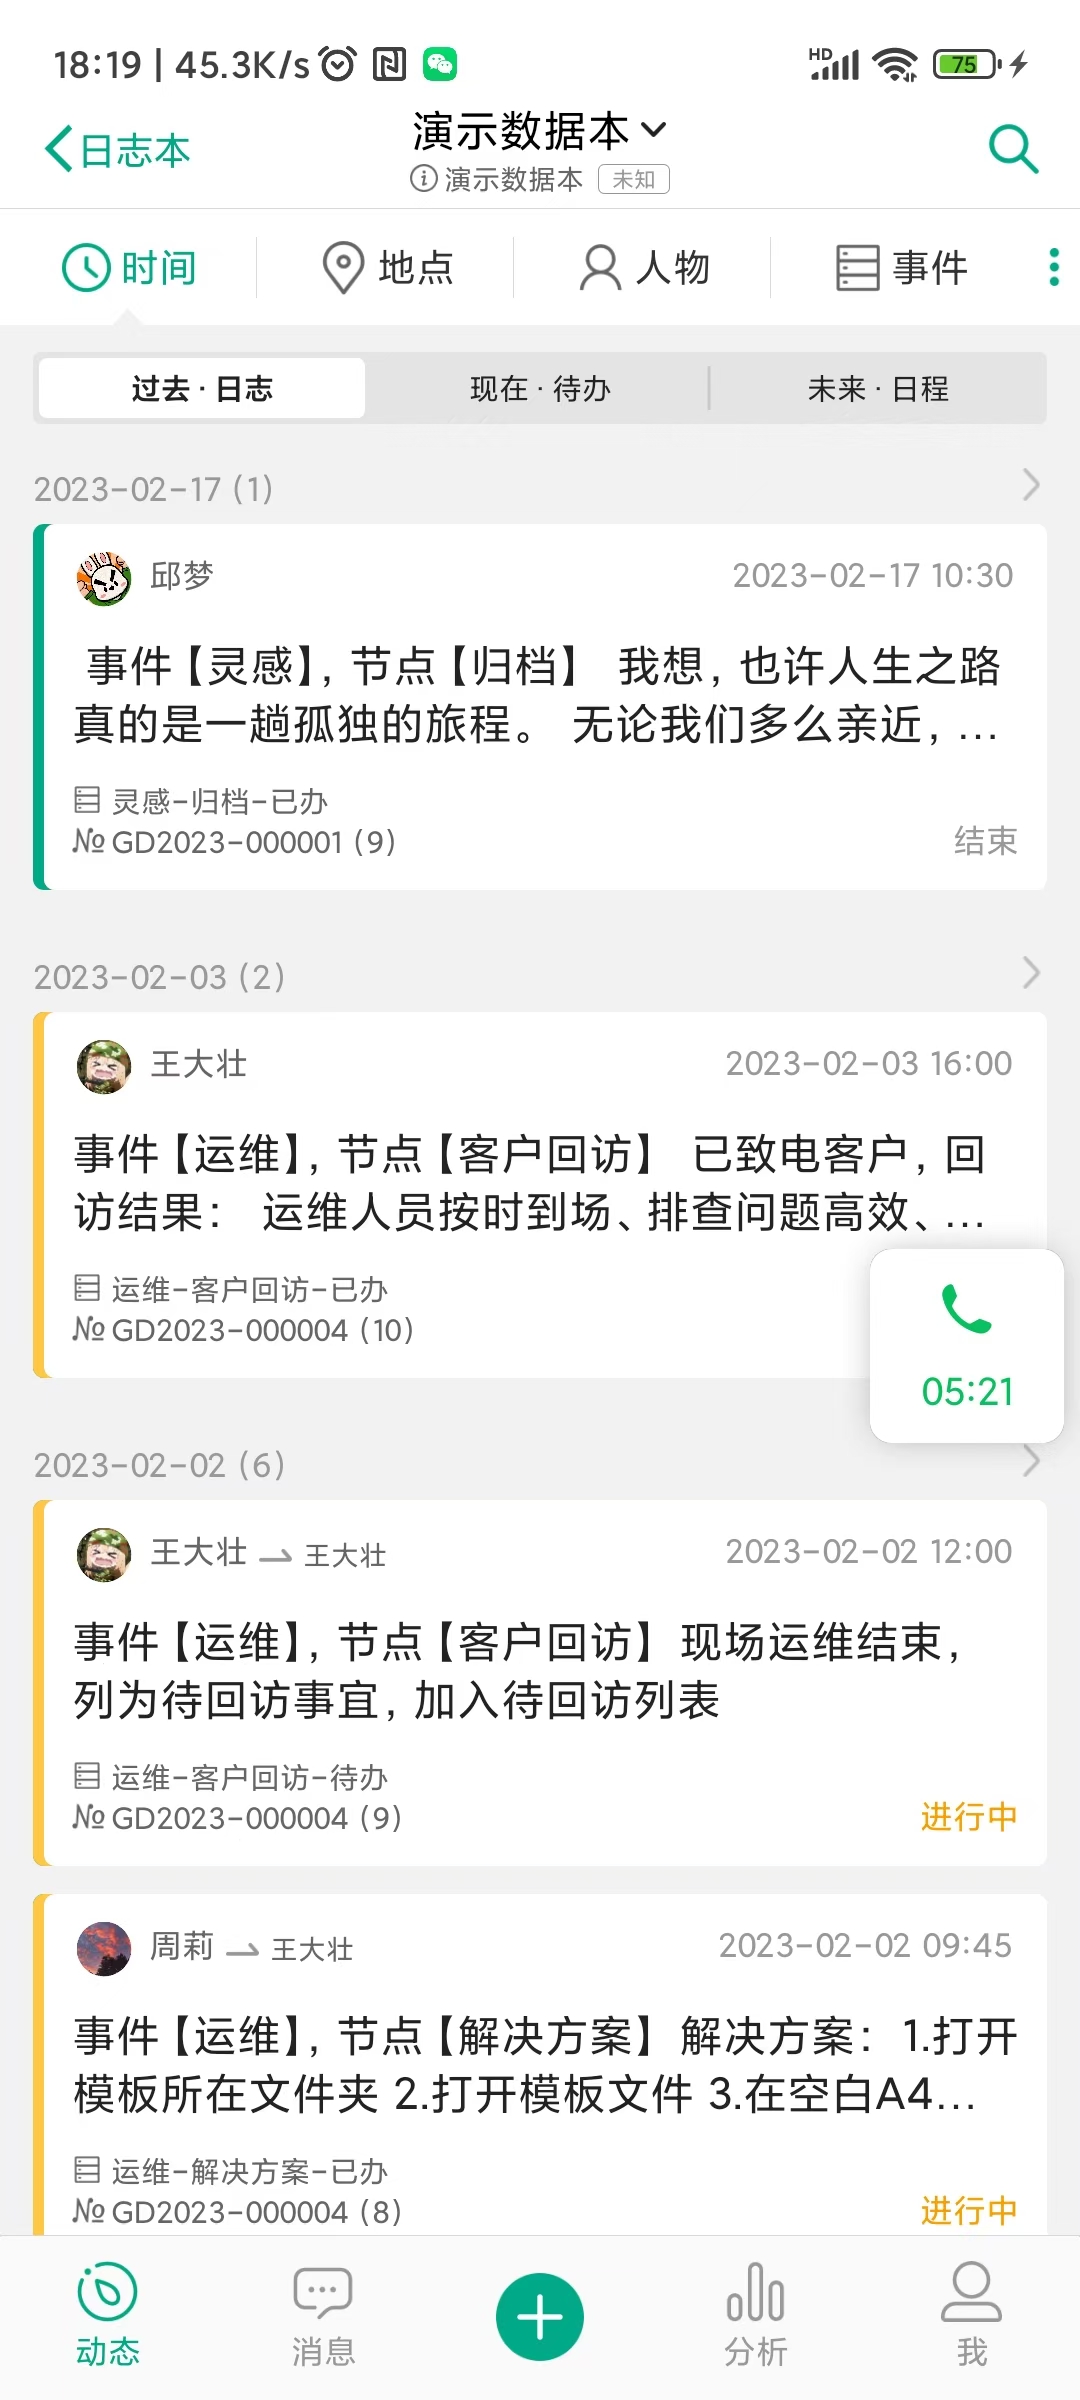 18:19 | 45.3K/s HD 75
日志本
演示数据本
演示数据本 未知
时间 地点 人物 事件
过去 · 日志 现在 · 待办 未来 · 日程
2023-02-17 (1)
邱梦 2023-02-17 10:30
事件【灵感】, 节点【归档】 我想, 也许人生之路
真的是一趟孤独的旅程。 无论我们多么亲近, ...
灵感-归档-已办
№ GD2023-000001 (9) 结束
2023-02-03 (2)
王大壮 2023-02-03 16:00
事件【运维】, 节点【客户回访】 已致电客户, 回
访结果: 运维人员按时到场、排查问题高效、...
运维-客户回访-已办
№ GD2023-000004 (10)
05:21
2023-02-02 (6)
王大壮 王大壮 2023-02-02 12:00
事件【运维】, 节点【客户回访】现场运维结束,
列为待回访事宜, 加入待回访列表
运维-客户回访-待办
№ GD2023-000004 (9) 进行中
周莉 王大壮 2023-02-02 09:45
事件【运维】, 节点【解决方案】解决方案: 1.打开
模板所在文件夹 2.打开模板文件 3.在空白A4...
运维-解决方案-已办
№ GD2023-000004 (8) 进行中
动态 消息 分析 我